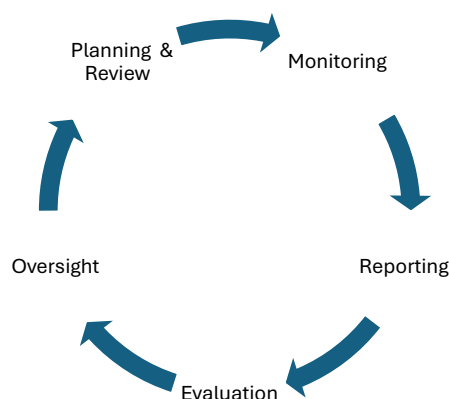 Planning & 
Review
Monitoring
Reporting
Evaluation
Oversight